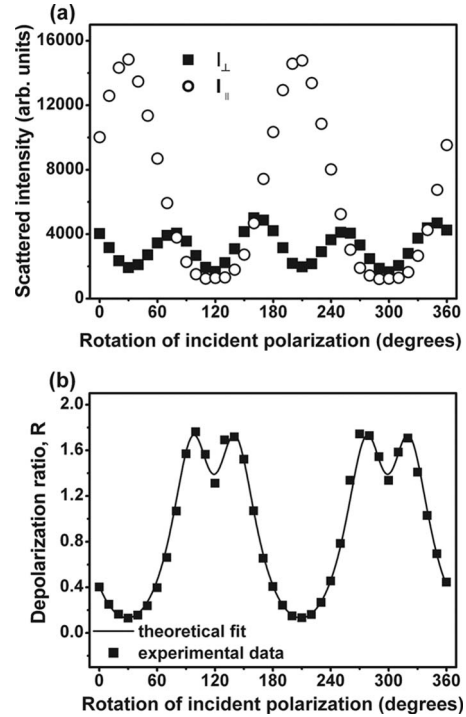 (a)
16000
12000
8000
4000
0
Scattered intensity (arb. units)
I⊥
I||
0 60 120 180 240 300 360
Rotation of incident polarization (degrees)
(b)
2.0
1.6
1.2
0.8
0.4
0.0
Depolarization ratio, R
theoretical fit
experimental data
0 60 120 180 240 300 360
Rotation of incident polarization (degrees)